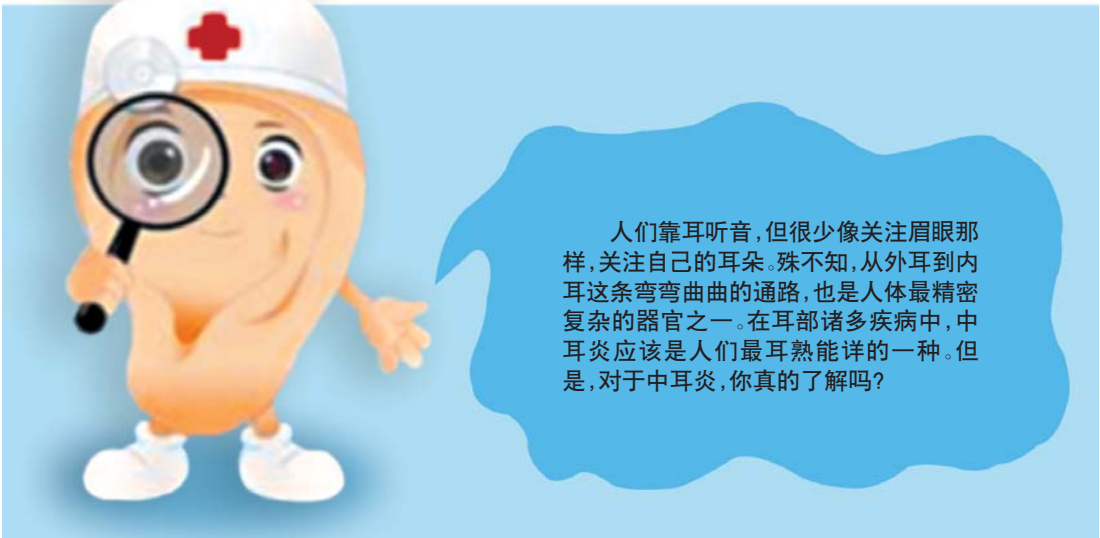 人们靠耳听音，但很少像关注眉眼那
样，关注自己的耳朵。殊不知，从外耳到内
耳这条弯弯曲曲的通路，也是人体最精密
复杂的器官之一。在耳部诸多疾病中，中
耳炎应该是人们最耳熟能详的一种。但
是，对于中耳炎，你真的了解吗?